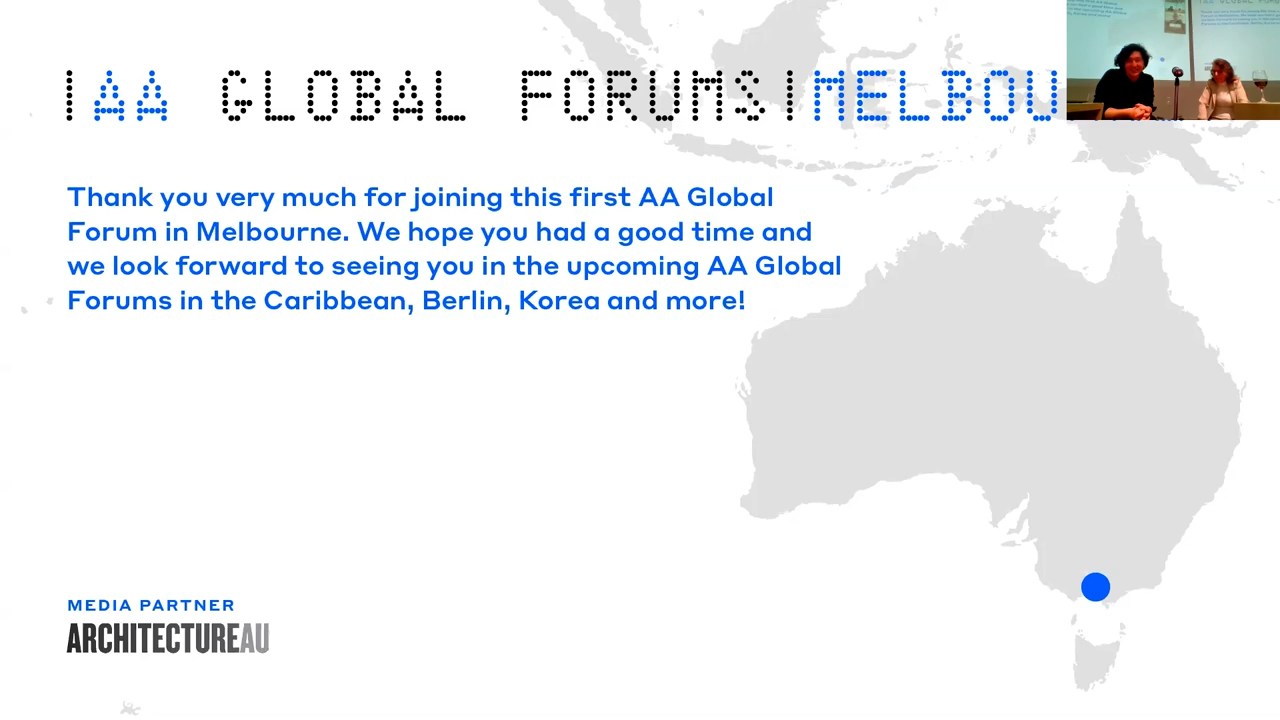 |AA GLOBAL FORUMS|MELBOU
Thank you very much for joining this first AA Global
Forum in Melbourne. We hope you had a good time and
we look forward to seeing you in the upcoming AA Global
Forums in the Caribbean, Berlin, Korea and more!
MEDIA PARTNER
ARCHITECTUREAU